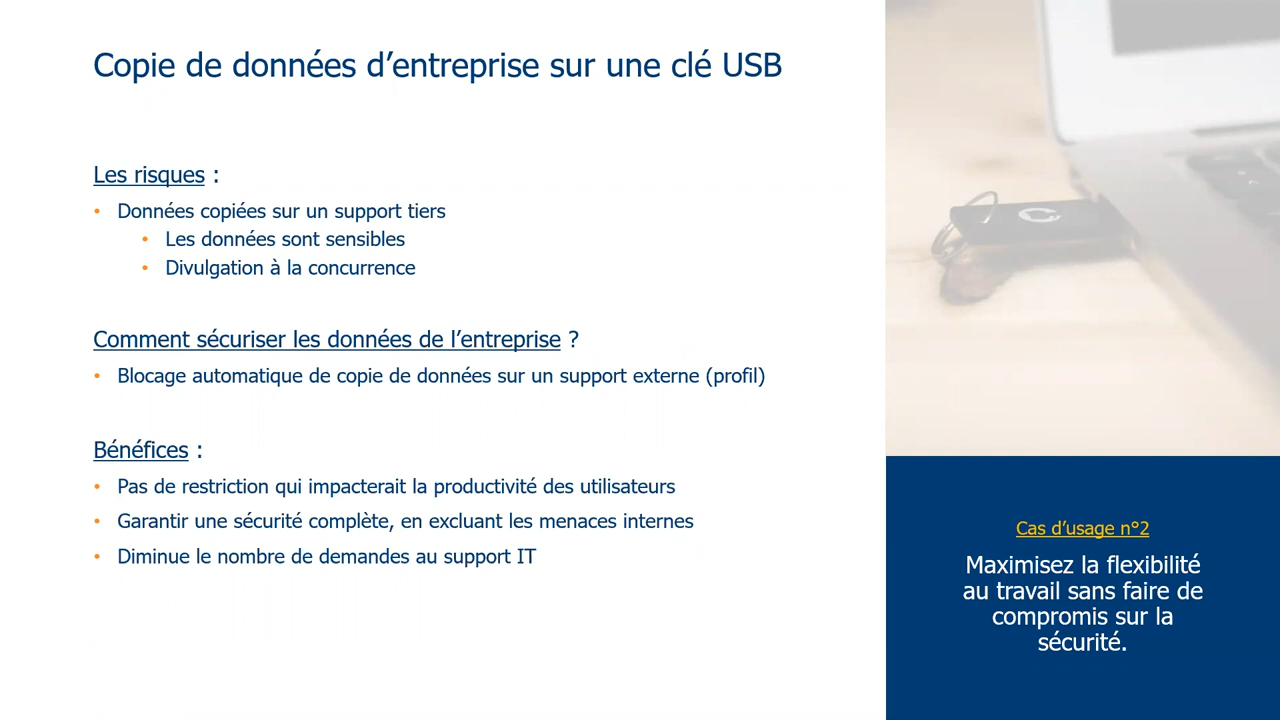 Copie de données d’entreprise sur une clé USB
Les risques :
• Données copiées sur un support tiers
• Les données sont sensibles
• Divulgation à la concurrence
Comment sécuriser les données de l’entreprise ?
• Blocage automatique de copie de données sur un support externe (profil)
Bénéfices :
• Pas de restriction qui impacterait la productivité des utilisateurs
• Garantir une sécurité complète, en excluant les menaces internes
• Diminue le nombre de demandes au support IT
Cas d’usage n°2
Maximisez la flexibilité
au travail sans faire de
compromis sur la
sécurité.